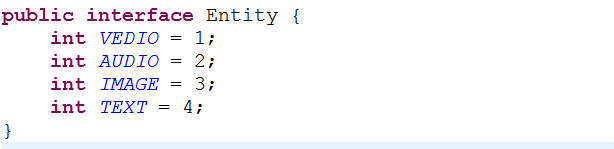 public interface Entity {
    int VEDIO = 1;
    int AUDIO = 2;
    int IMAGE = 3;
    int TEXT = 4;
}